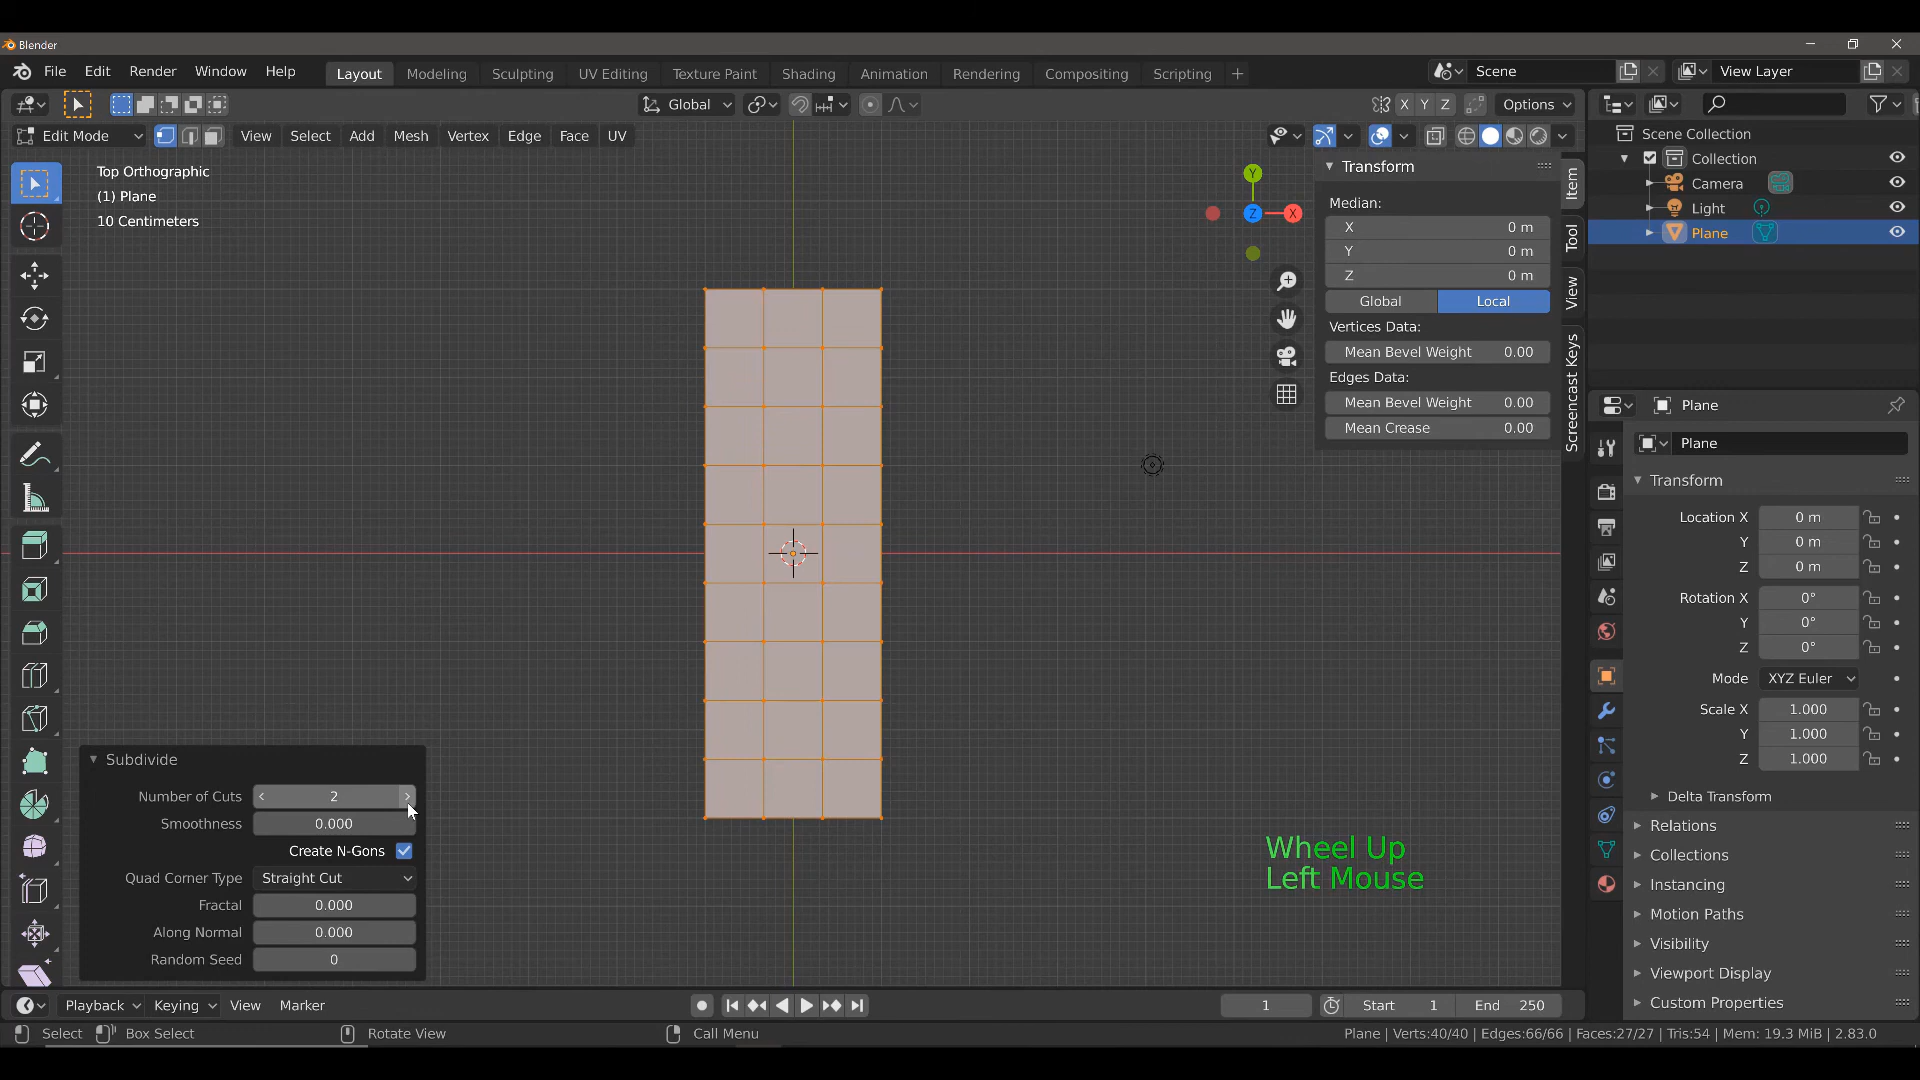 Blender
File Edit Render Window Help Layout Modeling Sculpting UV Editing Texture Paint Shading Animation Rendering Compositing Scripting + Scene View Layer
Global X Y Z Options
Edit Mode View Select Add Mesh Vertex Edge Face UV
Scene Collection
Collection
Camera
Light
Plane
Top Orthographic
(1) Plane
10 Centimeters
Y
Z
X
Transform
Median:
X 0 m
Y 0 m
Z 0 m
Global Local
Vertices Data:
Mean Bevel Weight 0.00
Edges Data:
Mean Bevel Weight 0.00
Mean Crease 0.00
Item
Tool
View
Screencast Keys
Plane
Plane
Transform
Location X 0 m
Y 0 m
Z 0 m
Rotation X 0°
Y 0°
Z 0°
Mode XYZ Euler
Scale X 1.000
Y 1.000
Z 1.000
Delta Transform
Relations
Collections
Instancing
Motion Paths
Visibility
Viewport Display
Custom Properties
Subdivide
Number of Cuts 2
Smoothness 0.000
Create N-Gons
Quad Corner Type Straight Cut
Fractal 0.000
Along Normal 0.000
Random Seed 0
Wheel Up
Left Mouse
Playback Keying View Marker 1 Start 1 End 250
Select Box Select Rotate View Call Menu Plane | Verts:40/40 | Edges:66/66 | Faces:27/27 | Tris:54 | Mem: 19.3 MiB | 2.83.0